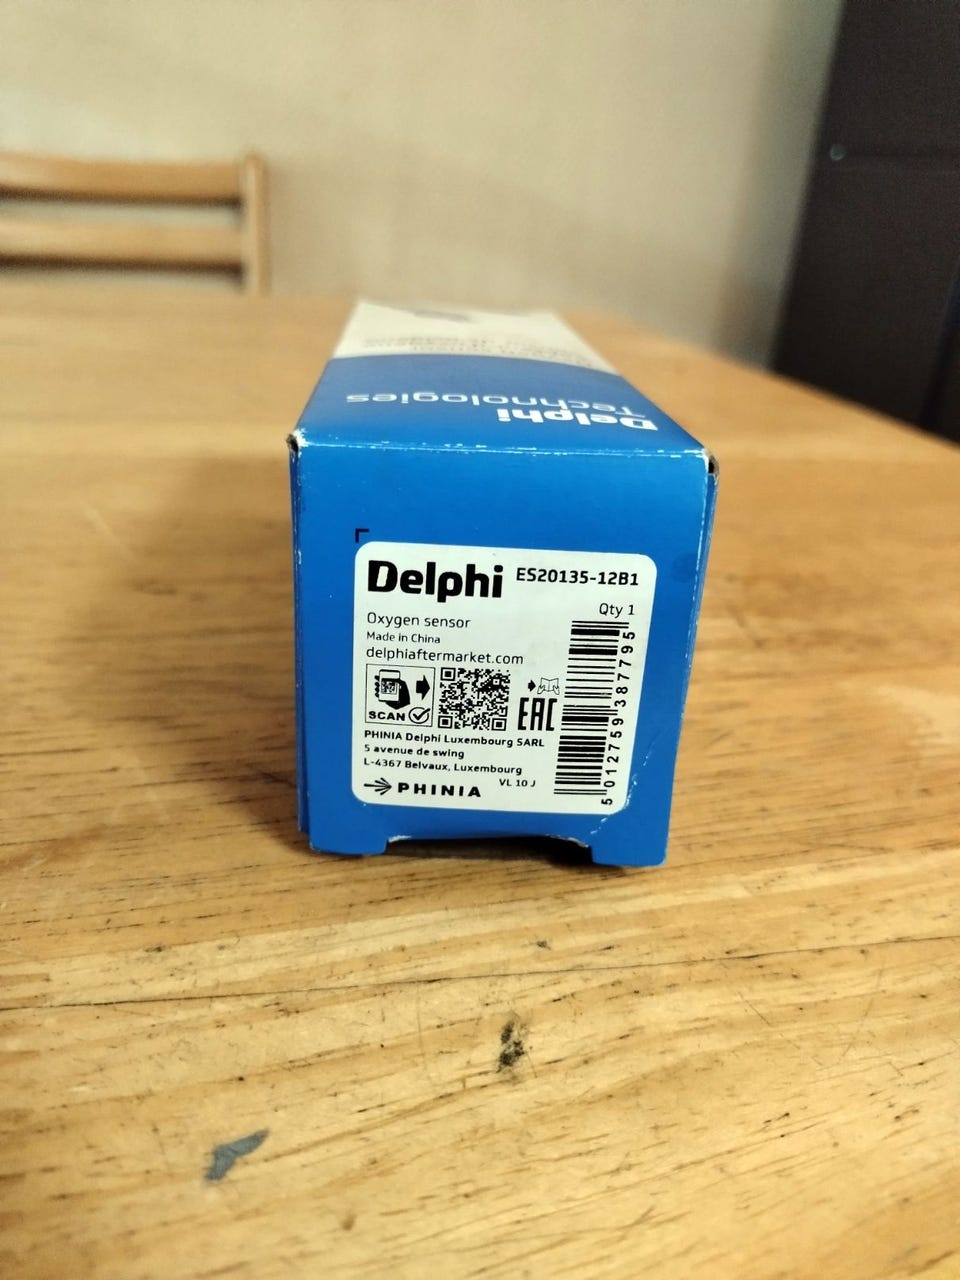 Delphi
Technologies
Delphi ES20135-12B1
Qty 1
Oxygen sensor
Made in China
delphiaftermarket.com
SCAN
EAC
PHINIA Delphi Luxembourg SARL
5 avenue de swing
L-4367 Belvaux, Luxembourg
VL 10 J
PHINIA
5 012759 387795